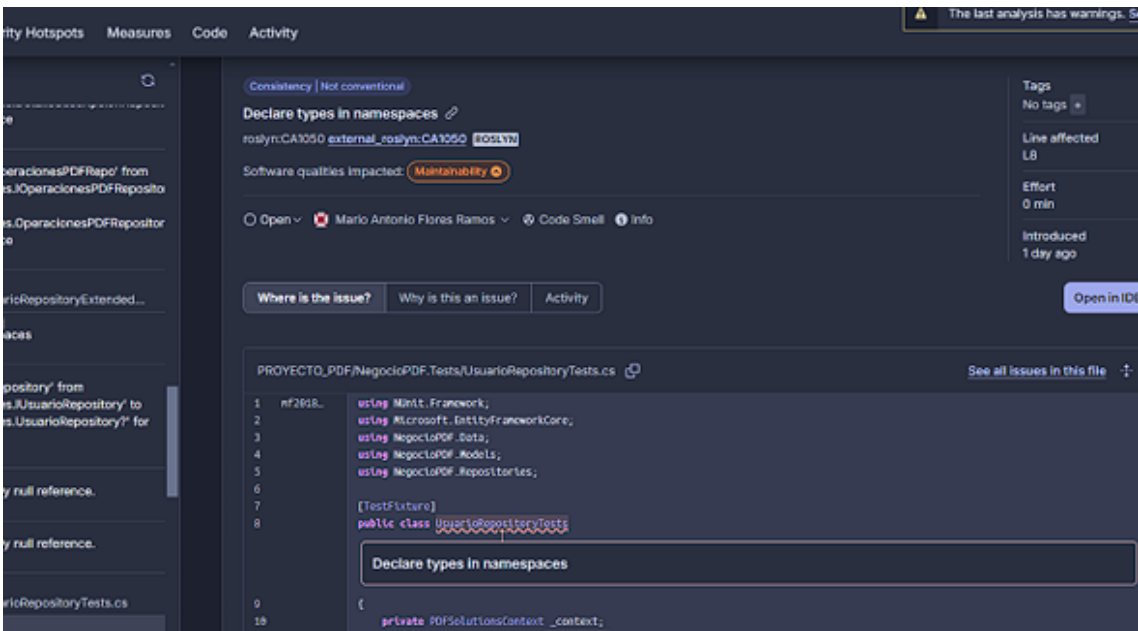 rity Hotspots Measures Code Activity
The last analysis has warnings. S
ce
peracionesPDFRepo' from
es.IOperacionesPDFReposito
es.OperacionesPDFRepositor
ce
arioRepositoryExtended...
aces
pository' from
es.IUsuarioRepository' to
es.UsuarioRepository?' for
y null reference.
y null reference.
arioRepositoryTests.cs
Consistency | Not conventional
Declare types in namespaces
roslyn:CA1050 external_roslyn:CA1050 ROSLYN
Software qualities impacted: Maintainability
Open Mario Antonio Flores Ramos Code Smell Info
Tags
No tags +
Line affected
L8
Effort
0 min
Introduced
1 day ago
Where is the issue? Why is this an issue? Activity
Open in IDE
PROYECTO_PDF/NegocioPDF.Tests/UsuarioRepositoryTests.cs
See all issues in this file
1 mf2018... using NUnit.Framework;
2 using Microsoft.EntityFrameworkCore;
3 using NegocioPDF.Data;
4 using NegocioPDF.Models;
5 using NegocioPDF.Repositories;
6
7 [TestFixture]
8 public class UsuarioRepositoryTests
Declare types in namespaces
9 {
10 private PDFSolutionsContext _context;